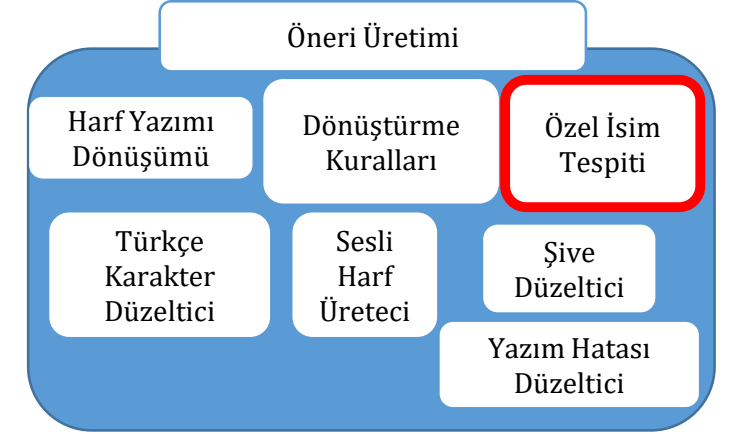 Öneri Üretimi
Harf Yazımı
Dönüşümü
Dönüştürme
Kuralları
Özel İsim
Tespiti
Türkçe
Karakter
Düzeltici
Sesli
Harf
Üreteci
Şive
Düzeltici
Yazım Hatası
Düzeltici